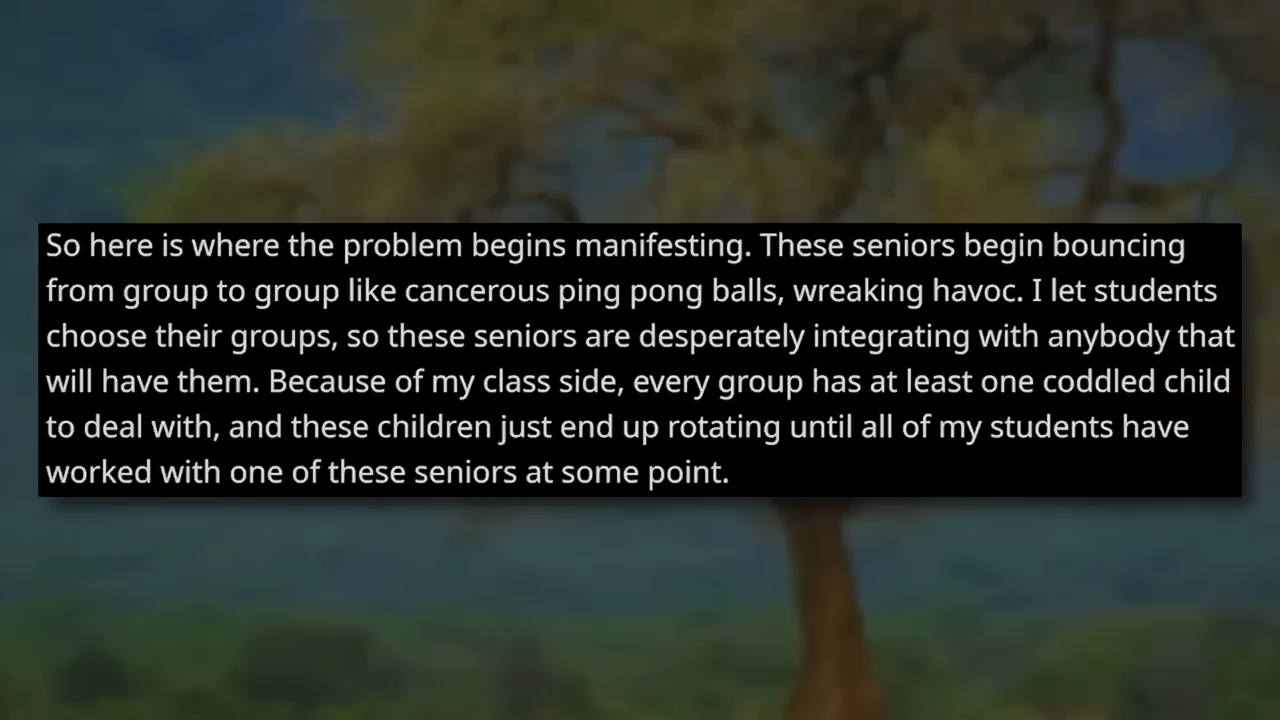 So here is where the problem begins manifesting. These seniors begin bouncing
from group to group like cancerous ping pong balls, wreaking havoc. I let students
choose their groups, so these seniors are desperately integrating with anybody that
will have them. Because of my class side, every group has at least one coddled child
to deal with, and these children just end up rotating until all of my students have
worked with one of these seniors at some point.